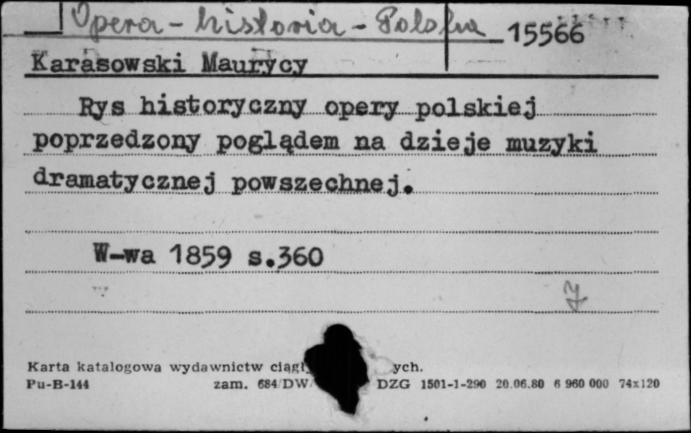 Opera - historia - Polska 15566
Karasowski Maurycy
Rys historyczny opery polskiej
poprzedzony poglądem na dzieje muzyki
dramatycznej powszechnej.
W-wa 1859 s.360
Karta katalogowa wydawnictw ych.
Pu-B-144 zam. 684/DW DZG 1501-1-290 20.06.80 6 960 000 74x120